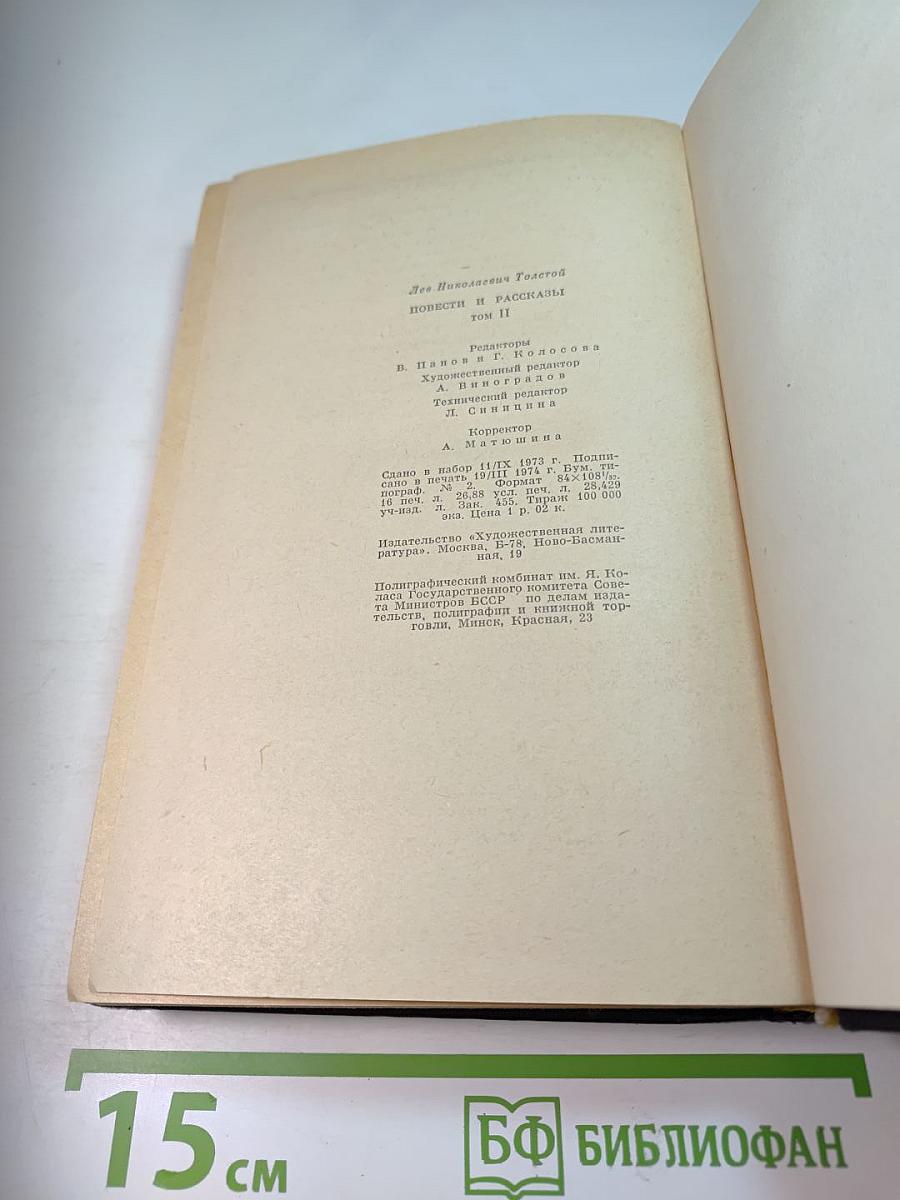 Лев Николаевич Толстой
ПОВЕСТИ И РАССКАЗЫ
том II
Редакторы
В. Панов и Г. Колосова
Художественный редактор
А. Виноградов
Технический редактор
Л. Синицина
Корректор
А. Матюшина
Сдано в набор 11/IX 1973 г. Подпи-
сано в печать 19/III 1974 г. Бум. ти-
пограф. № 2. Формат 84×108¹/₃₂.
16 печ. л. 26,88 усл. печ. л. 28,429
уч-изд. л. Зак. 455. Тираж 100 000
экз. Цена 1 р. 02 к.
Издательство «Художественная лите-
ратура». Москва, Б-78, Ново-Басман-
ная, 19
Полиграфический комбинат им. Я. Ко-
ласа Государственного комитета Сове-
та Министров БССР по делам изда-
тельств, полиграфии и книжной тор-
говли, Минск, Красная, 23
15 см
БФ БИБЛИОФАН